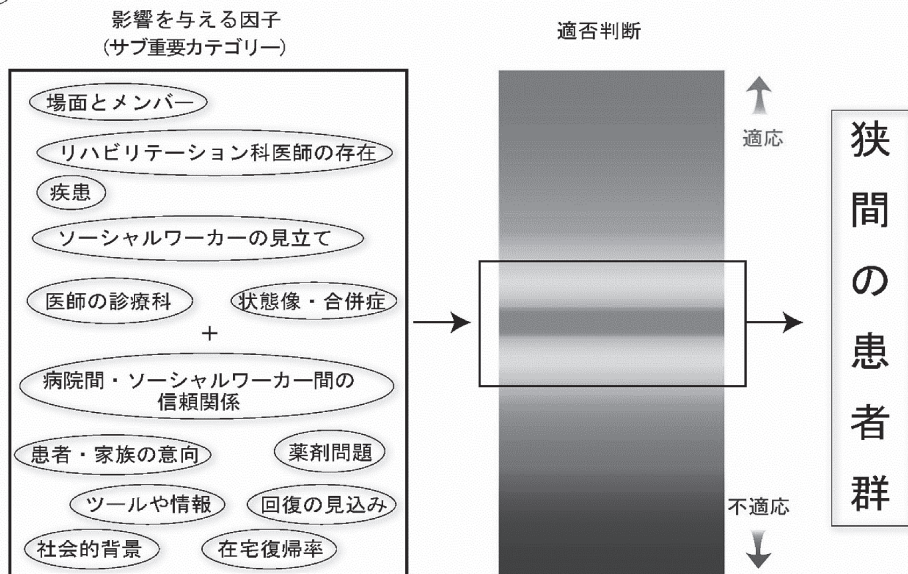 影響を与える因子
(サブ重要カテゴリー)
場面とメンバー
リハビリテーション科医師の存在
疾患
ソーシャルワーカーの見立て
医師の診療科
状態像・合併症
+
病院間・ソーシャルワーカー間の
信頼関係
患者・家族の意向
薬剤問題
ツールや情報
回復の見込み
社会的背景
在宅復帰率
適否判断
適応
不適応
狭間の患者群